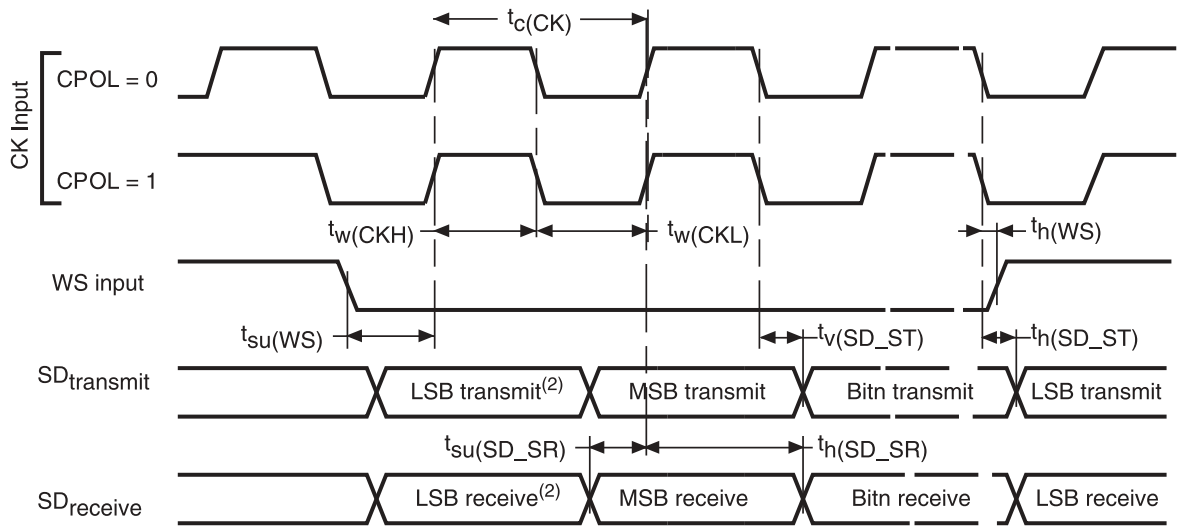 tc(CK)
CK Input
CPOL = 0
CPOL = 1
tw(CKH)
tw(CKL)
th(WS)
WS input
tsu(WS)
tv(SD_ST)
th(SD_ST)
SDtransmit
LSB transmit(2)
MSB transmit
Bitn transmit
LSB transmit
tsu(SD_SR)
th(SD_SR)
SDreceive
LSB receive(2)
MSB receive
Bitn receive
LSB receive